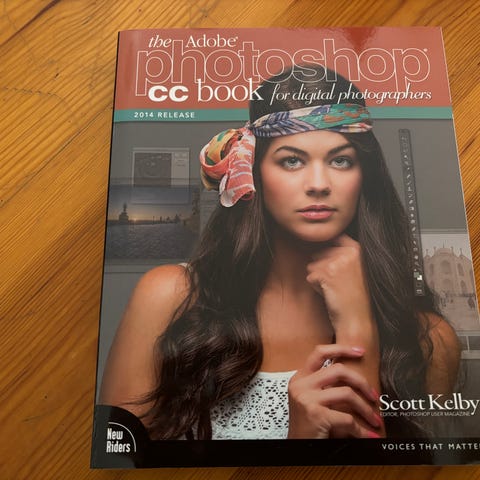 the Adobe®
photoshop®
cc book for digital photographers
2014 RELEASE
Scott Kelby
EDITOR, PHOTOSHOP USER MAGAZINE
New
Riders
VOICES THAT MATTER